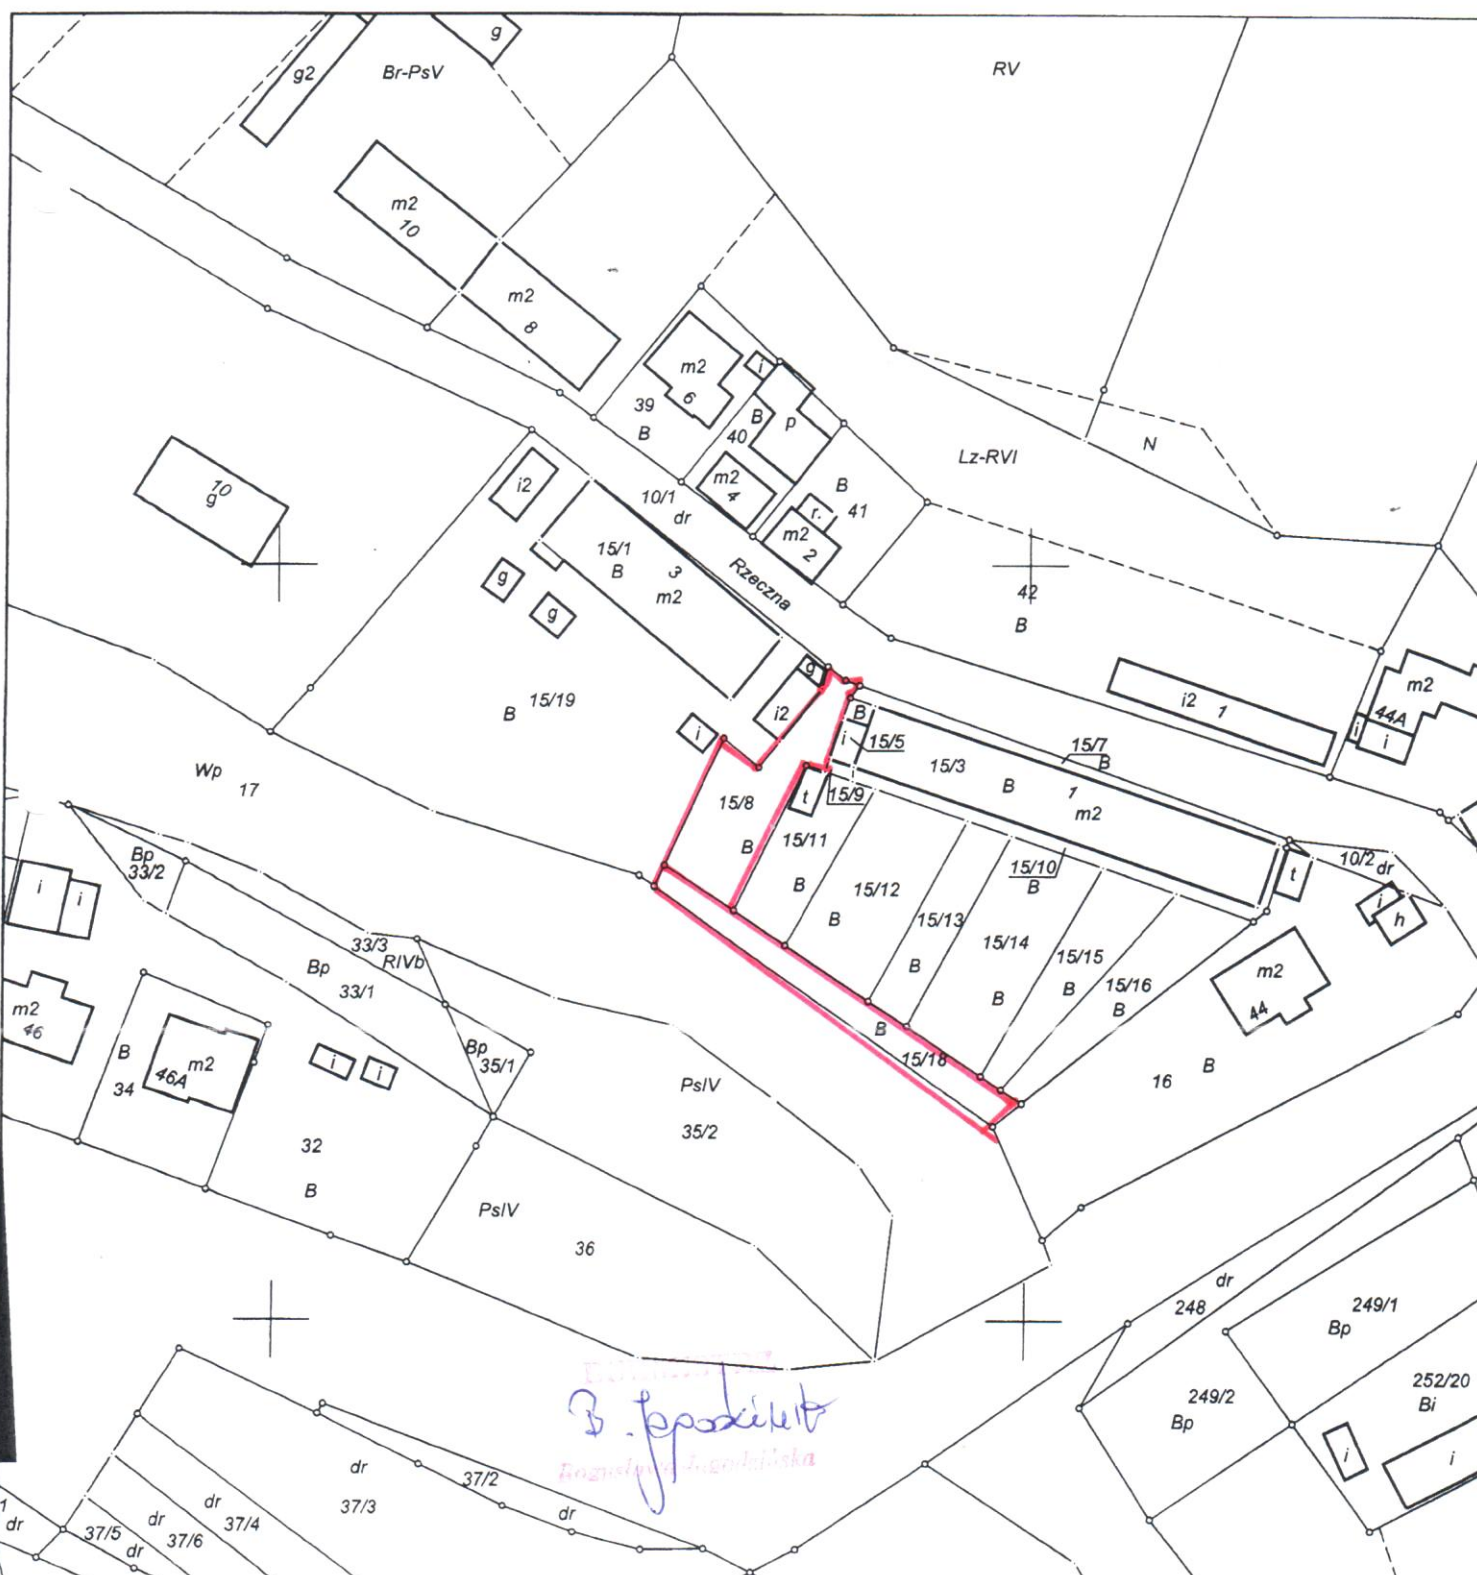 g
g2
Br-PsV
RV
m2
10
m2
8
m2
6
i
39
B
B
40
p
Lz-RVI
N
10
g
i2
m2
4
10/1
dr
B
41
r.
m2
2
15/1
B
3
m2
Rzeczna
g
g
42
B
g
i2
1
m2
44A
i
i
15/19
B
i2
i
B
i
15/5
15/7
B
15/3
B
1
m2
Wp
17
15/8
B
t
15/9
15/11
B
15/10
B
10/2
dr
t
i
h
Bp
33/2
i
i
15/12
B
15/13
B
15/14
B
15/15
B
15/16
B
m2
44
33/3
RIVb
Bp
33/1
m2
46
B
34
m2
46A
i
i
Bp
35/1
B
15/18
16
B
PsIV
35/2
32
B
PsIV
36
dr
248
249/1
Bp
249/2
Bp
252/20
Bi
i
i
dr
37/3
37/2
dr
dr
37/4
dr
37/6
37/5
dr
1
dr